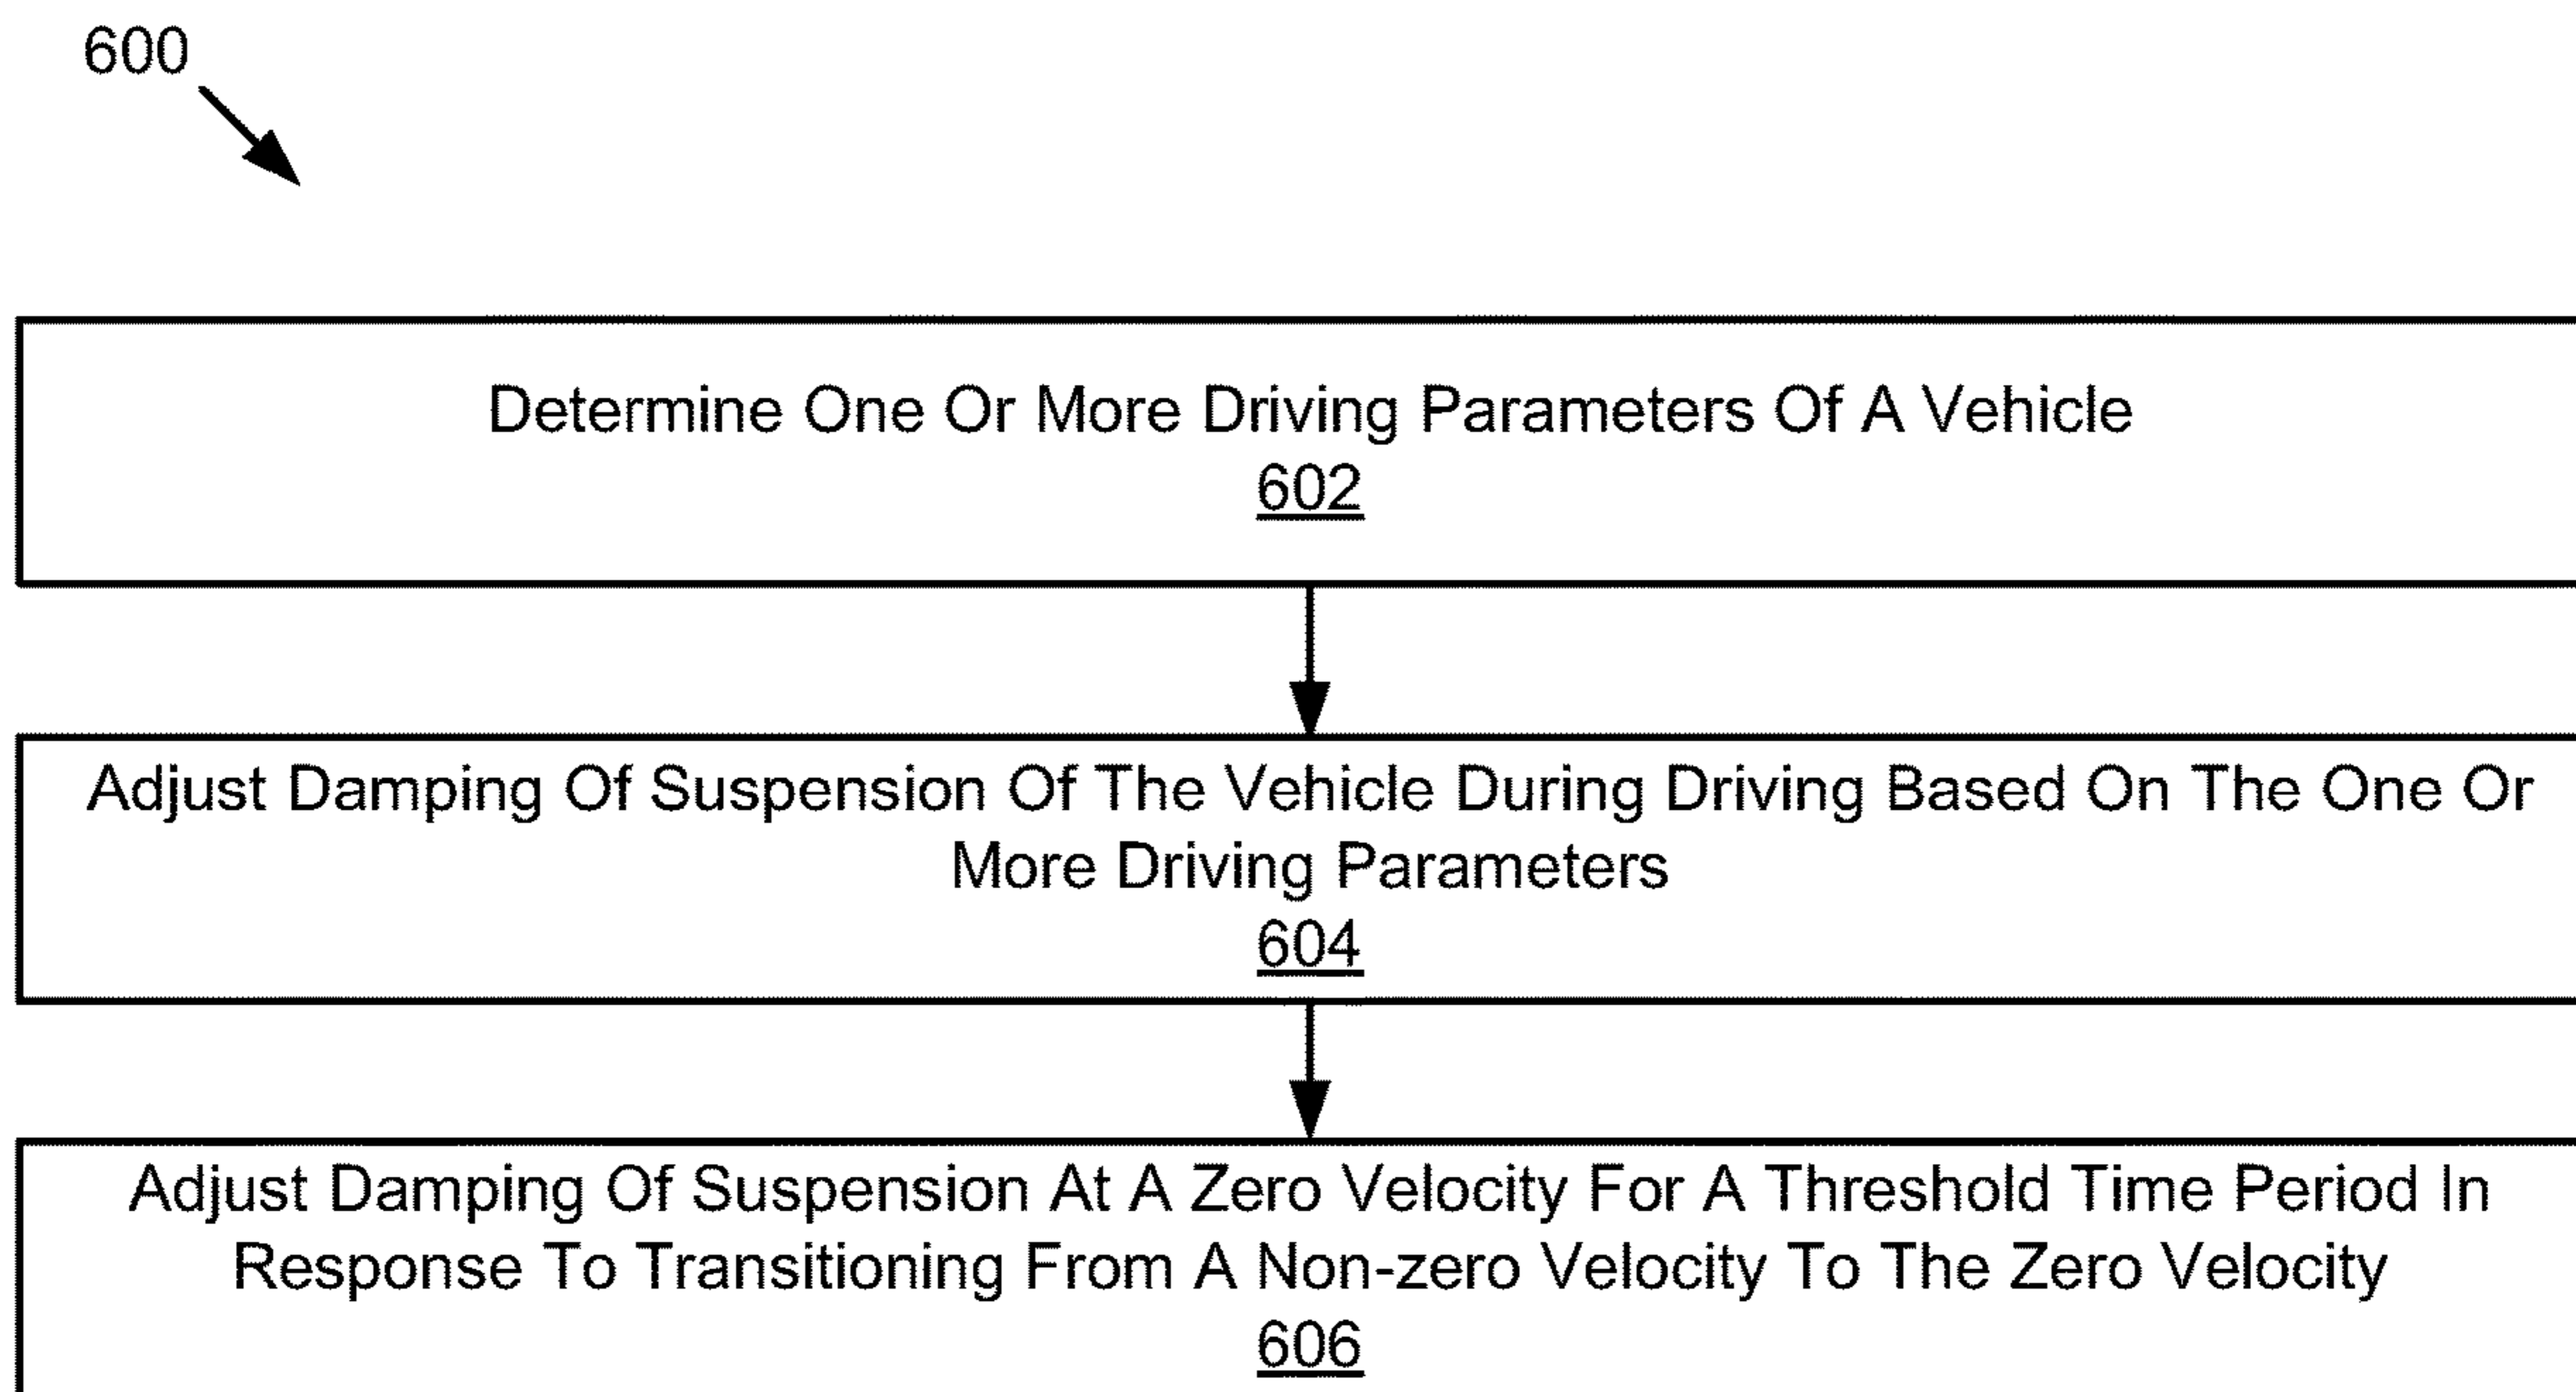 600
Determine One Or More Driving Parameters Of A Vehicle
602
Adjust Damping Of Suspension Of The Vehicle During Driving Based On The One Or
More Driving Parameters
604
Adjust Damping Of Suspension At A Zero Velocity For A Threshold Time Period In
Response To Transitioning From A Non-zero Velocity To The Zero Velocity
606